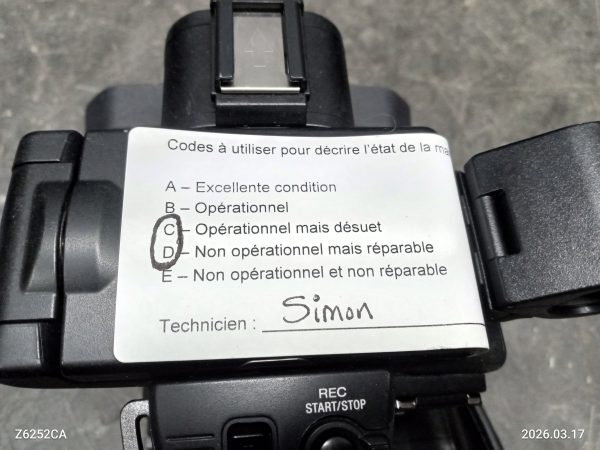 Codes à utiliser pour décrire l'état de la ma
A – Excellente condition
B – Opérationnel
C – Opérationnel mais désuet
D – Non opérationnel mais réparable
E – Non opérationnel et non réparable
Technicien : Simon
REC
START/STOP
Z6252CA
2026.03.17